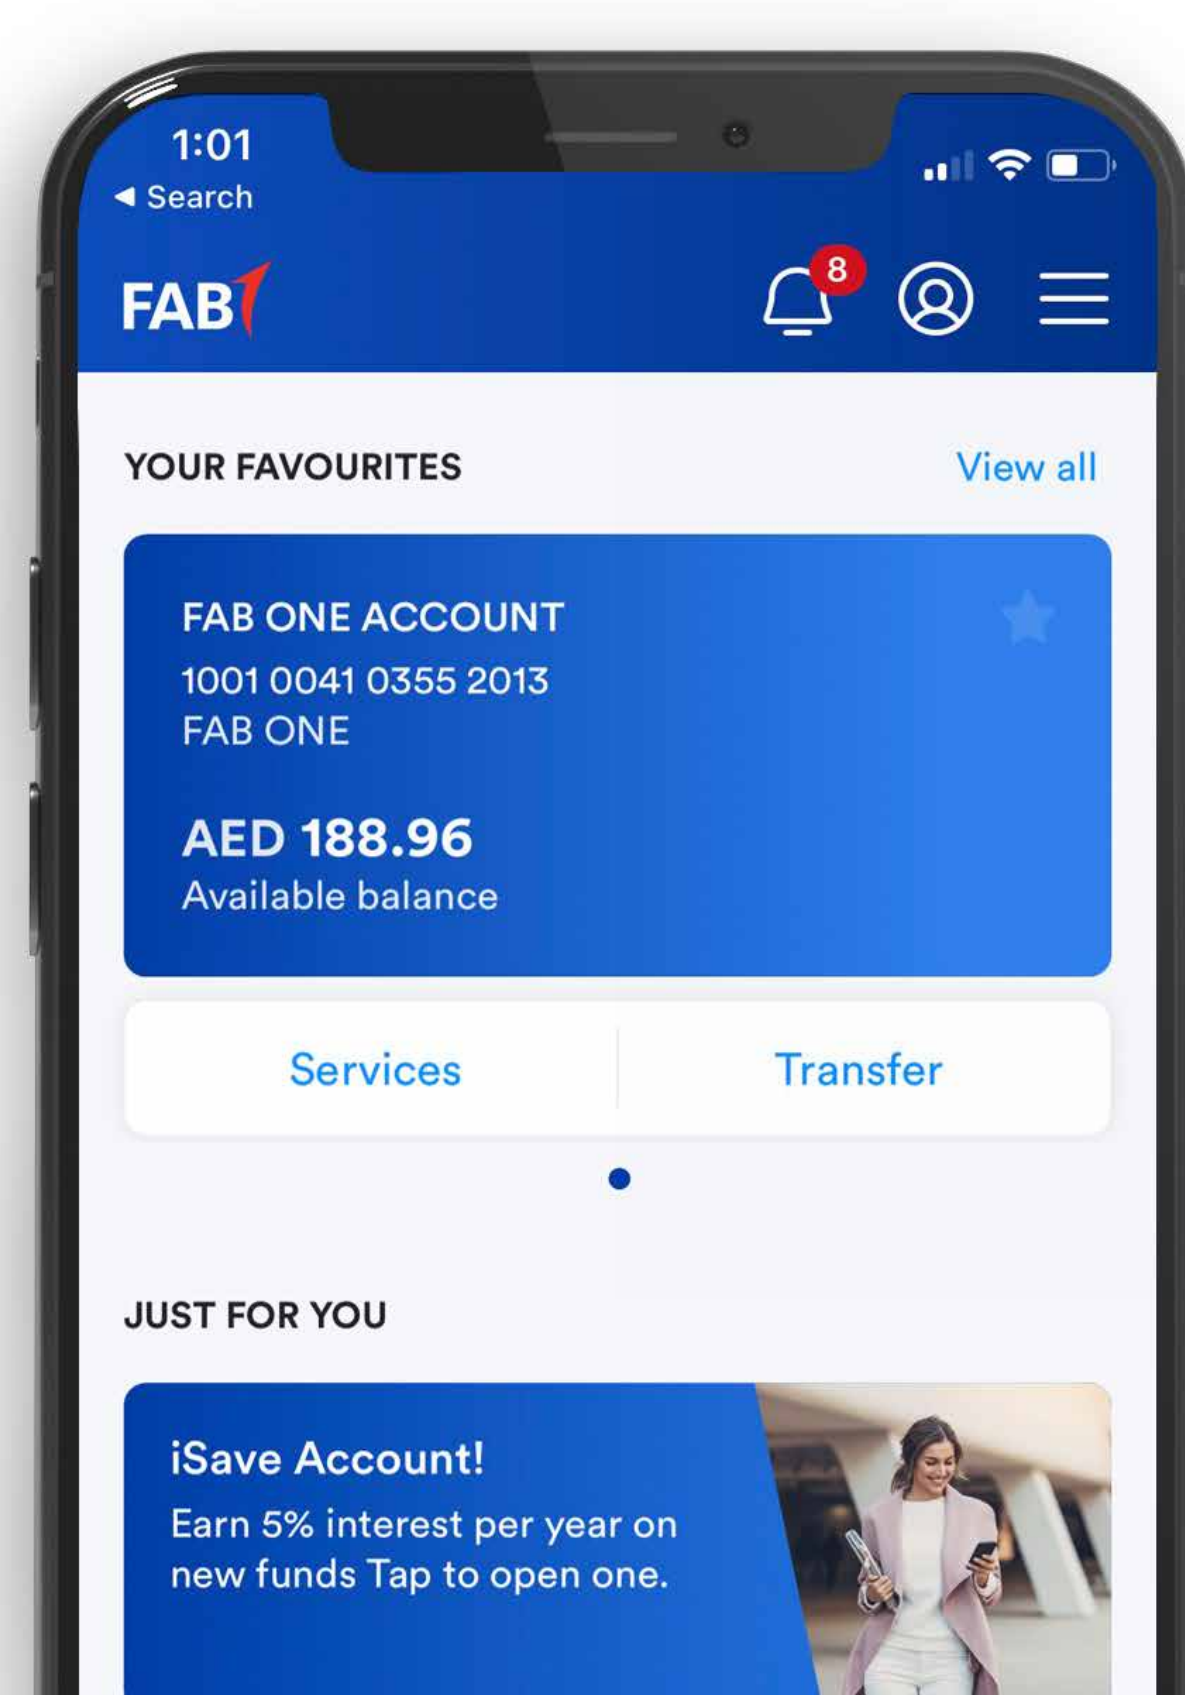 1:01
◀ Search
FAB
8
YOUR FAVOURITES
View all
FAB ONE ACCOUNT
1001 0041 0355 2013
FAB ONE
AED 188.96
Available balance
Services
Transfer
JUST FOR YOU
iSave Account!
Earn 5% interest per year on
new funds Tap to open one.